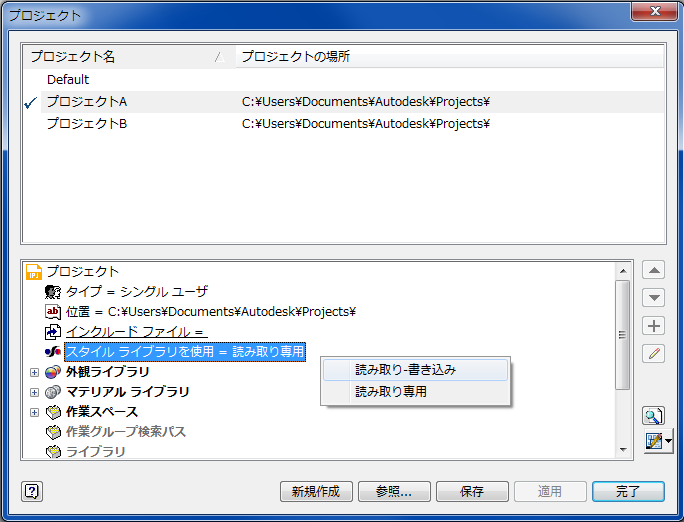 プロジェクト
プロジェクト名 プロジェクトの場所
Default
プロジェクトA C:¥Users¥Documents¥Autodesk¥Projects¥
プロジェクトB C:¥Users¥Documents¥Autodesk¥Projects¥
IPJ プロジェクト
タイプ = シングル ユーザ
ab 位置 = C:¥Users¥Documents¥Autodesk¥Projects¥
インクルード ファイル =
スタイル ライブラリを使用 = 読み取り専用
読み取り-書き込み
外観ライブラリ
読み取り専用
マテリアル ライブラリ
作業スペース
作業グループ検索パス
ライブラリ
? 新規作成 参照... 保存 適用 完了